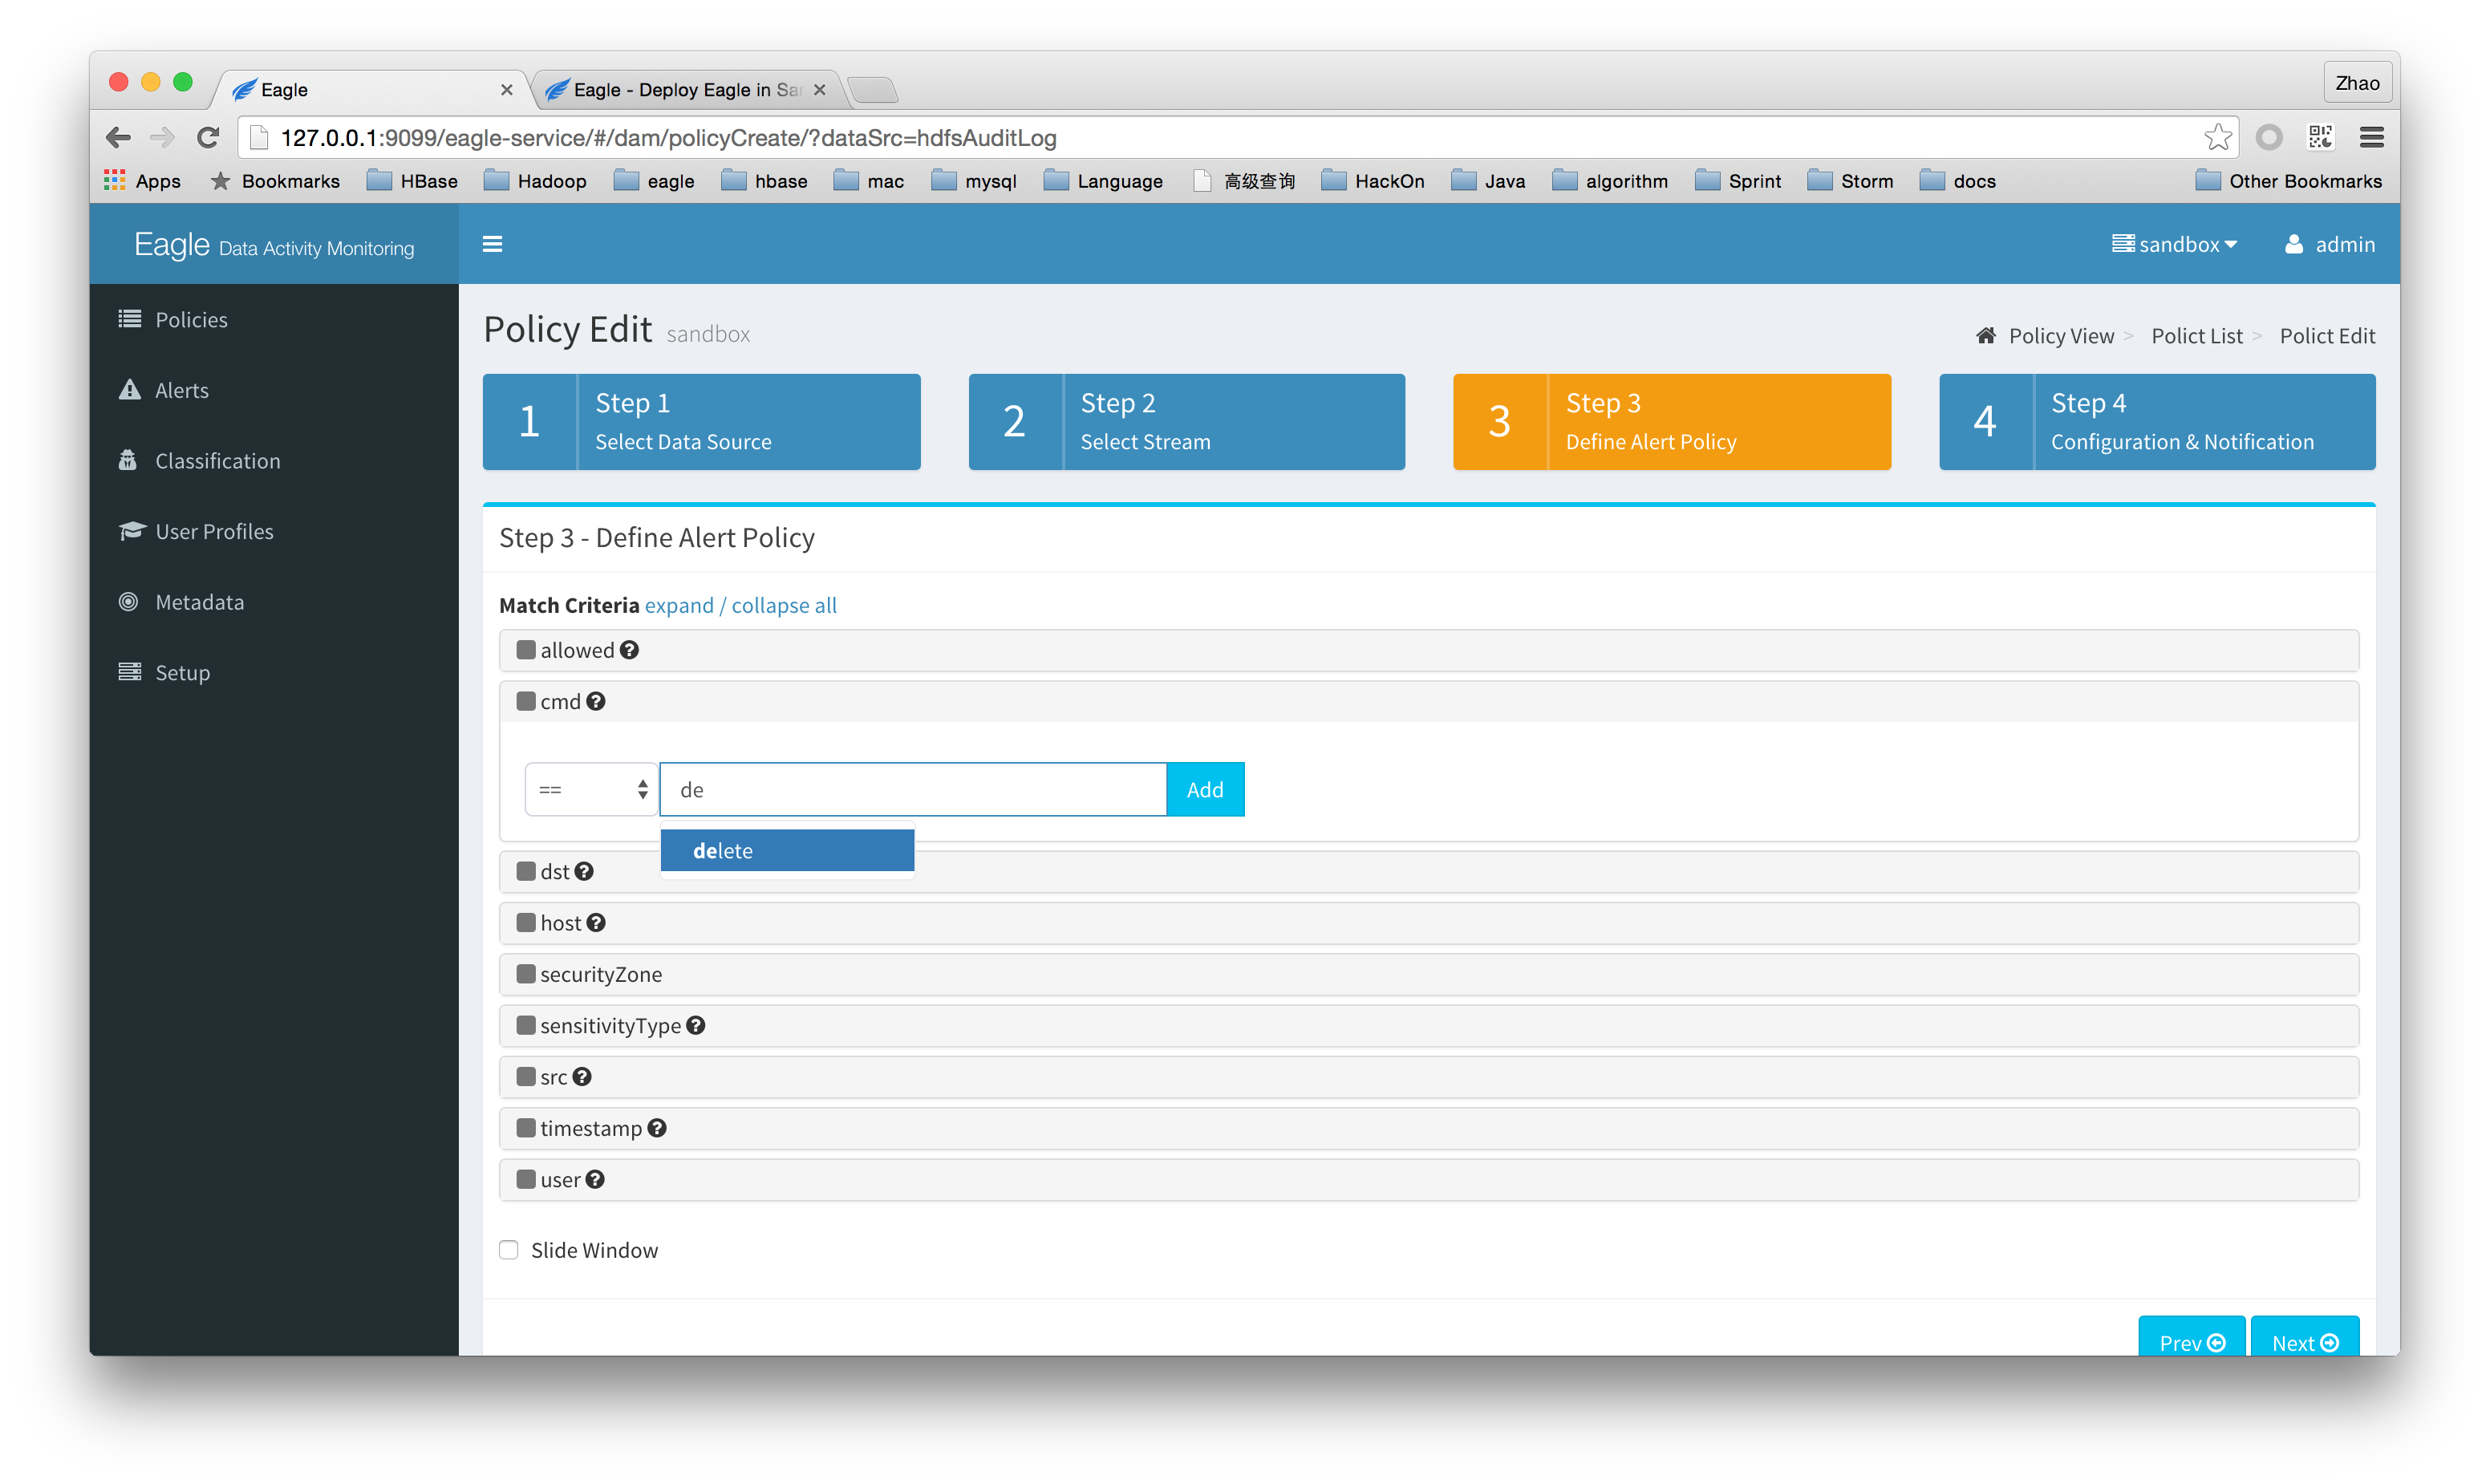 Eagle
Eagle - Deploy Eagle in Sa
Zhao
127.0.0.1:9099/eagle-service/#/dam/policyCreate/?dataSrc=hdfsAuditLog
Apps Bookmarks HBase Hadoop eagle hbase mac mysql Language 高级查询 HackOn Java algorithm Sprint Storm docs Other Bookmarks
Eagle Data Activity Monitoring
sandbox admin
Policies
Alerts
Classification
User Profiles
Metadata
Setup
Policy Edit sandbox
Policy View > Polict List > Polict Edit
1 Step 1
Select Data Source
2 Step 2
Select Stream
3 Step 3
Define Alert Policy
4 Step 4
Configuration & Notification
Step 3 - Define Alert Policy
Match Criteria expand / collapse all
allowed ?
cmd ?
== de Add
delete
dst ?
host ?
securityZone
sensitivityType ?
src ?
timestamp ?
user ?
Slide Window
Prev Next